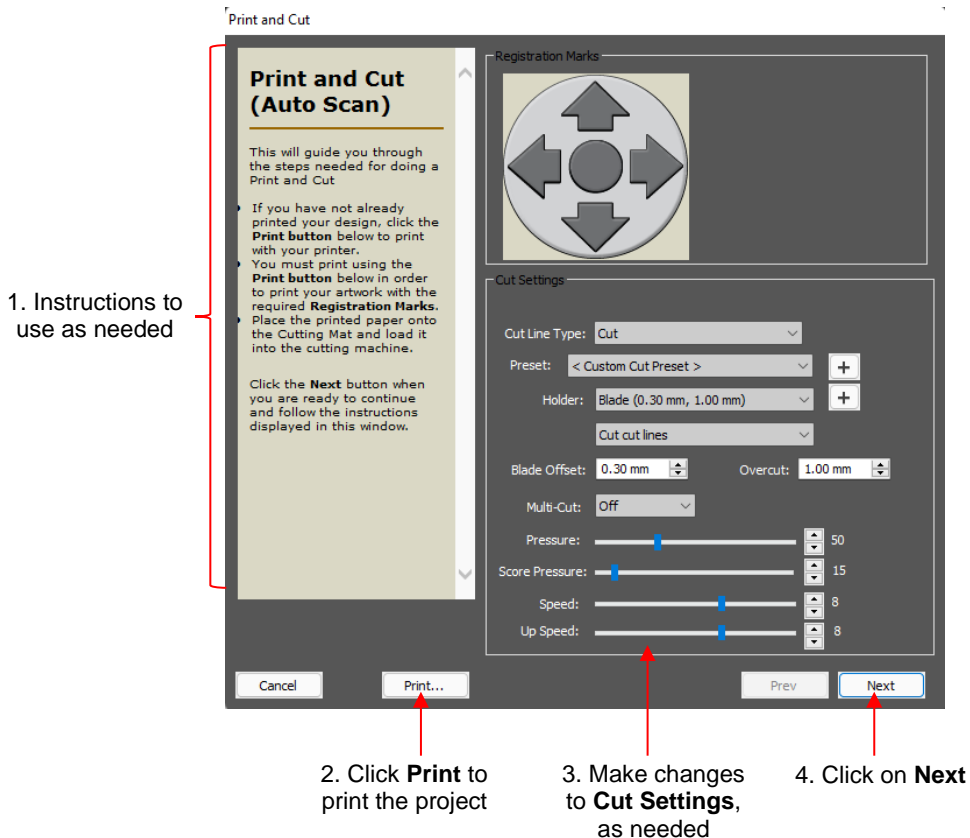 Print and Cut
1. Instructions to
use as needed
Print and Cut
(Auto Scan)
This will guide you through
the steps needed for doing a
Print and Cut
• If you have not already
printed your design, click the
Print button below to print
with your printer.
• You must print using the
Print button below in order
to print your artwork with the
required Registration Marks.
• Place the printed paper onto
the Cutting Mat and load it
into the cutting machine.
Click the Next button when
you are ready to continue
and follow the instructions
displayed in this window.
Registration Marks
Cut Settings
Cut Line Type: Cut
Preset: < Custom Cut Preset > +
Holder: Blade (0.30 mm, 1.00 mm) +
Cut cut lines
Blade Offset: 0.30 mm Overcut: 1.00 mm
Multi-Cut: Off
Pressure: 50
Score Pressure: 15
Speed: 8
Up Speed: 8
Cancel Print... Prev Next
2. Click Print to
print the project
3. Make changes
to Cut Settings,
as needed
4. Click on Next